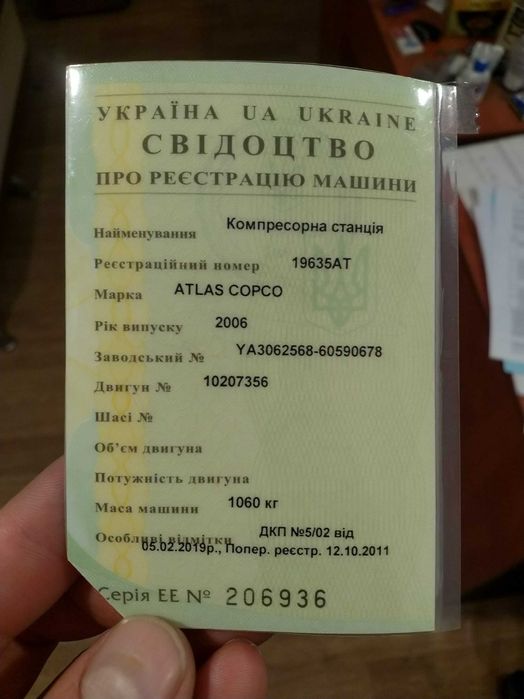 УКРАЇНА UA UKRAINE
СВІДОЦТВО
ПРО РЕЄСТРАЦІЮ МАШИНИ
Найменування Компресорна станція
Реєстраційний номер 19635АТ
Марка ATLAS COPCO
Рік випуску 2006
Заводський № YA3062568-60590678
Двигун № 10207356
Шасі №
Об'єм двигуна
Потужність двигуна
Маса машини 1060 кг
Особливі відмітки ДКП №5/02 від
05.02.2019р., Попер. реєстр. 12.10.2011
Серія ЕЕ № 206936